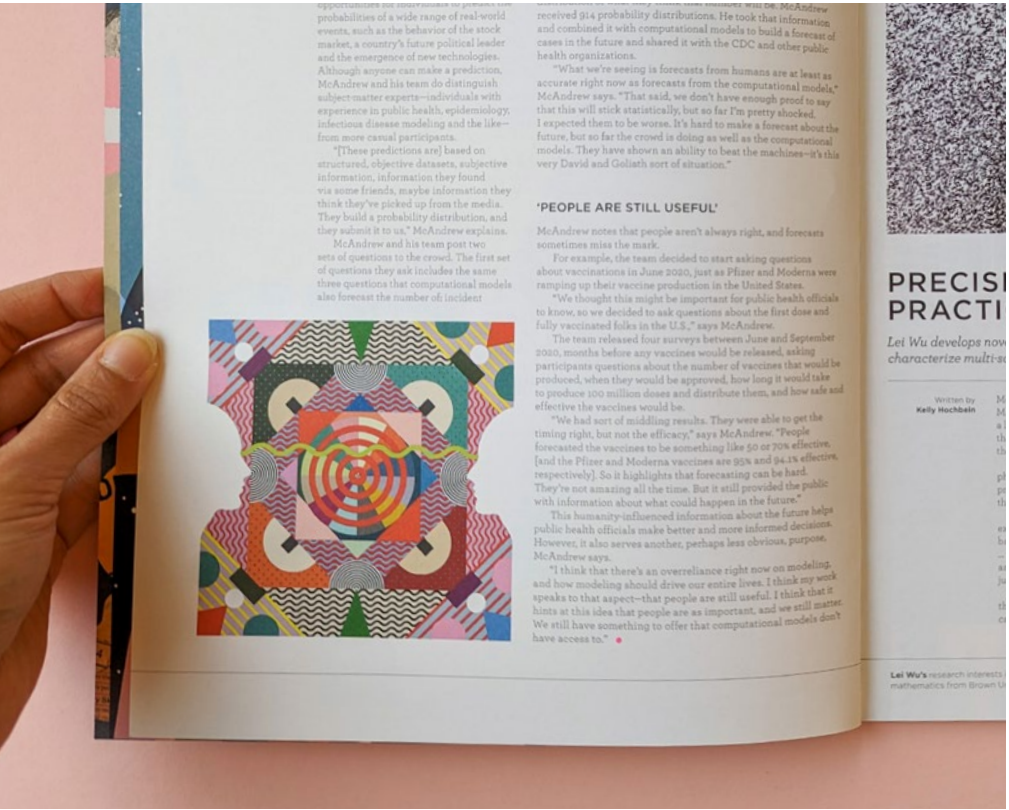 opportunities for individuals to predict the
probabilities of a wide range of real-world
events, such as the behavior of the stock
market, a country's future political leader
and the emergence of new technologies.
Although anyone can make a prediction,
McAndrew and his team do distinguish
subject-matter experts—individuals with
experience in public health, epidemiology,
infectious disease modeling and the like—
from more casual participants.
"[These predictions are] based on
structured, objective datasets, subjective
information, information they found
via some friends, maybe information they
think they've picked up from the media.
They build a probability distribution, and
they submit it to us," McAndrew explains.
McAndrew and his team post two
sets of questions to the crowd. The first set
of questions they ask includes the same
three questions that computational models
also forecast the number of: incident
number will be. McAndrew
received 914 probability distributions. He took that information
and combined it with computational models to build a forecast of
cases in the future and shared it with the CDC and other public
health organizations.
"What we're seeing is forecasts from humans are at least as
accurate right now as forecasts from the computational models,"
McAndrew says. "That said, we don't have enough proof to say
that this will stick statistically, but so far I'm pretty shocked.
I expected them to be worse. It's hard to make a forecast about the
future, but so far the crowd is doing as well as the computational
models. They have shown an ability to beat the machines—it's this
very David and Goliath sort of situation."
'PEOPLE ARE STILL USEFUL'
McAndrew notes that people aren't always right, and forecasts
sometimes miss the mark.
For example, the team decided to start asking questions
about vaccinations in June 2020, just as Pfizer and Moderna were
ramping up their vaccine production in the United States.
"We thought this might be important for public health officials
to know, so we decided to ask questions about the first dose and
fully vaccinated folks in the U.S.," says McAndrew.
The team released four surveys between June and September
2020, months before any vaccines would be released, asking
participants questions about the number of vaccines that would be
produced, when they would be approved, how long it would take
to produce 100 million doses and distribute them, and how safe and
effective the vaccines would be.
"We had sort of middling results. They were able to get the
timing right, but not the efficacy," says McAndrew. "People
forecasted the vaccines to be something like 50 or 70% effective,
[and the Pfizer and Moderna vaccines are 95% and 94.1% effective,
respectively]. So it highlights that forecasting can be hard.
They're not amazing all the time. But it still provided the public
with information about what could happen in the future."
This humanity-influenced information about the future helps
public health officials make better and more informed decisions.
However, it also serves another, perhaps less obvious, purpose,
McAndrew says.
"I think that there's an overreliance right now on modeling,
and how modeling should drive our entire lives. I think my work
speaks to that aspect—that people are still useful. I think that it
hints at this idea that people are as important, and we still matter.
We still have something to offer that computational models don't
have access to."
PRECIS
PRACTI
Lei Wu develops nov
characterize multi-s
Written by
Kelly Hochbein
Lei Wu's research interests
mathematics from Brown Un